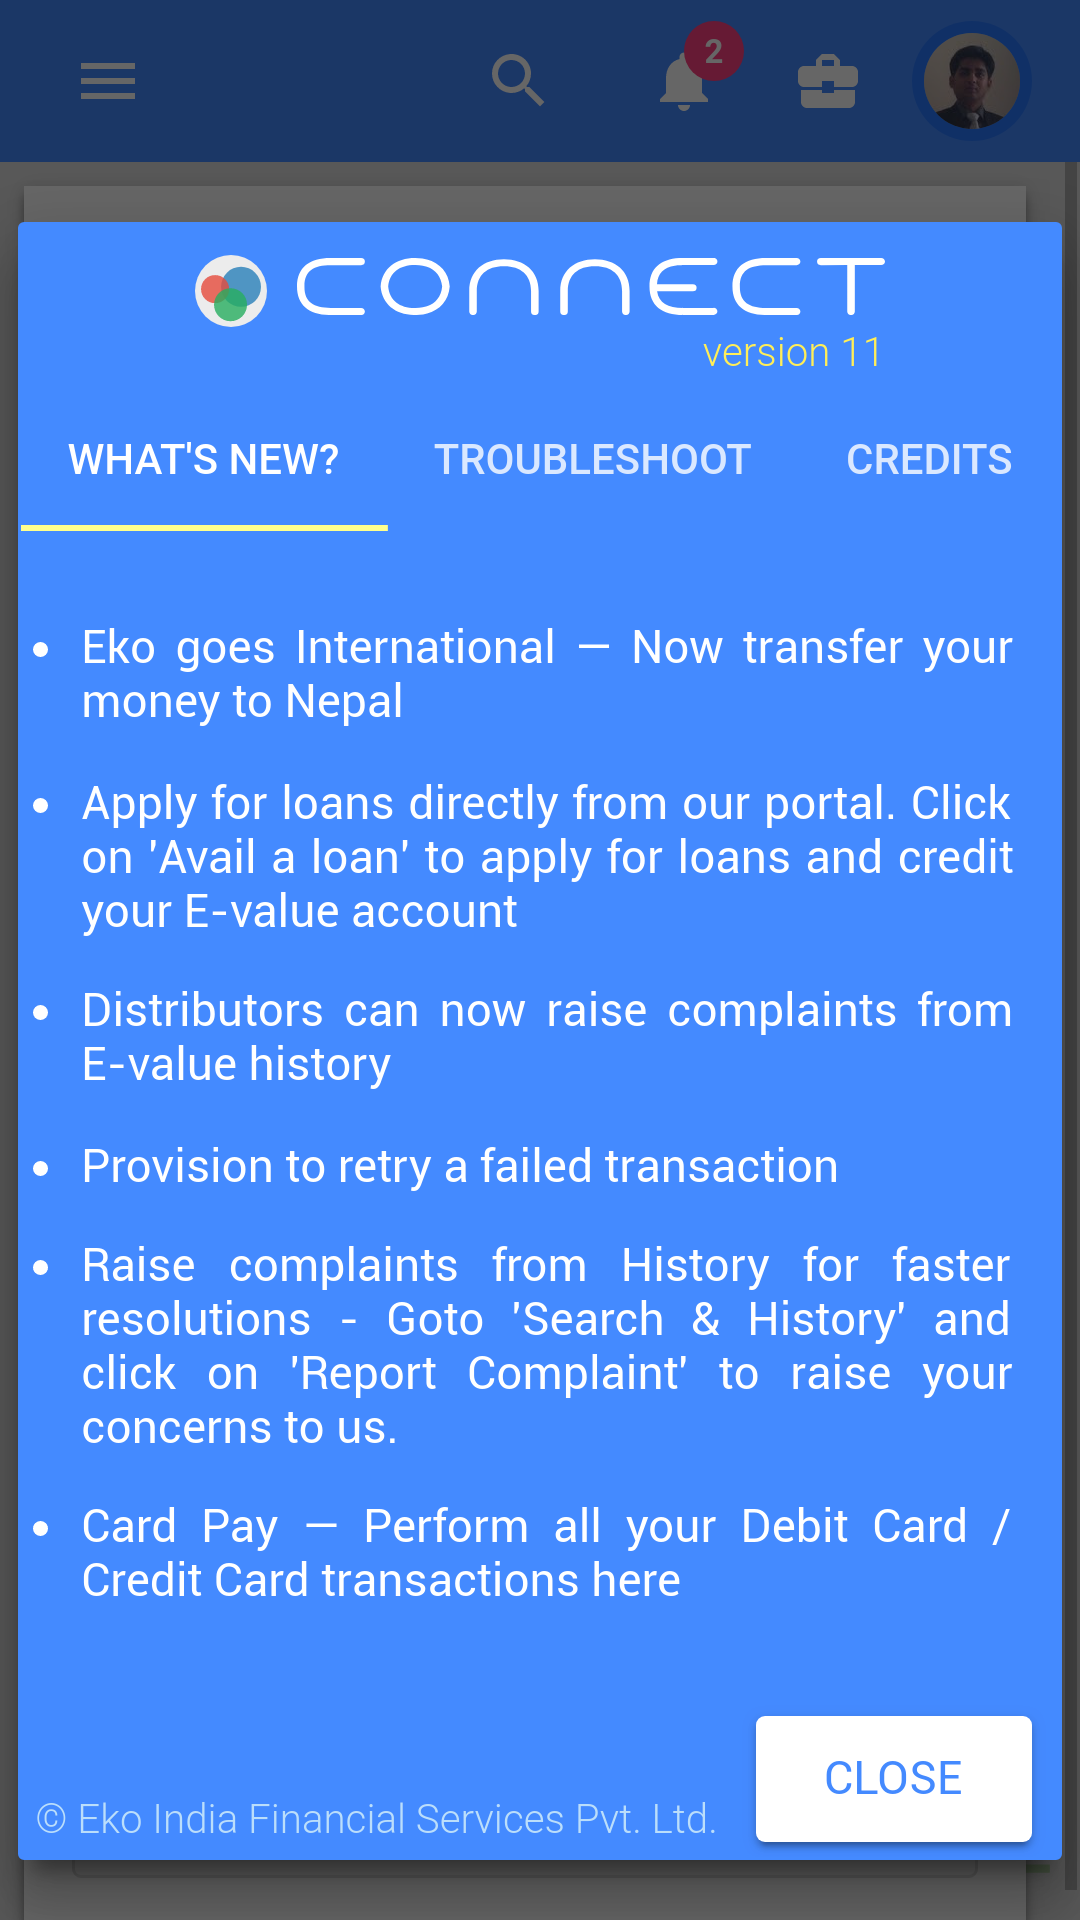 2
CONNECT
version 11
WHAT'S NEW?
TROUBLESHOOT
CREDITS
• Eko goes International — Now transfer your
money to Nepal
• Apply for loans directly from our portal. Click
on 'Avail a loan' to apply for loans and credit
your E-value account
• Distributors can now raise complaints from
E-value history
• Provision to retry a failed transaction
• Raise complaints from History for faster
resolutions - Goto 'Search & History' and
click on 'Report Complaint' to raise your
concerns to us.
• Card Pay — Perform all your Debit Card /
Credit Card transactions here
CLOSE
© Eko India Financial Services Pvt. Ltd.